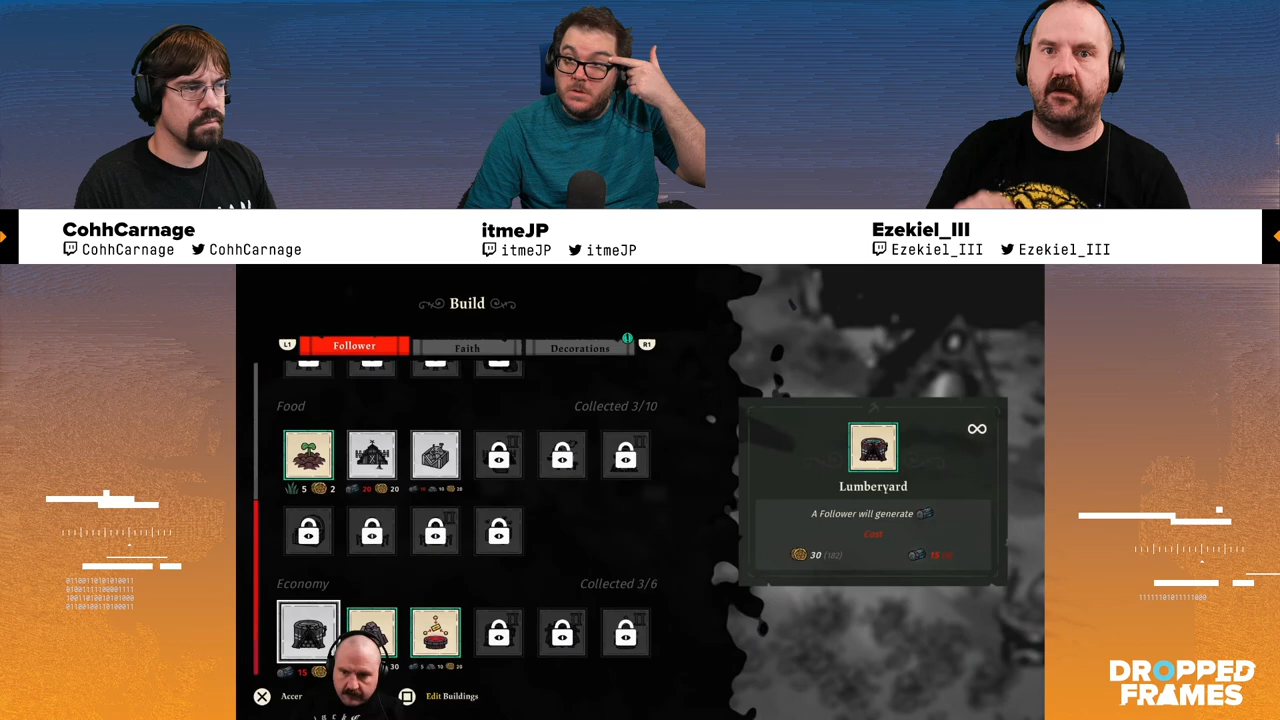 CohhCarnage
CohhCarnage CohhCarnage
itmeJP
itmeJP itmeJP
Ezekiel_III
Ezekiel_III Ezekiel_III
Build
L1 Follower Faith Decorations R1
Food Collected 3/10
5 2 20 20
Economy Collected 3/6
15 30
Edit Buildings
Lumberyard
A Follower will generate
Cost
30 (182) 15
DROPPED
FRAMES